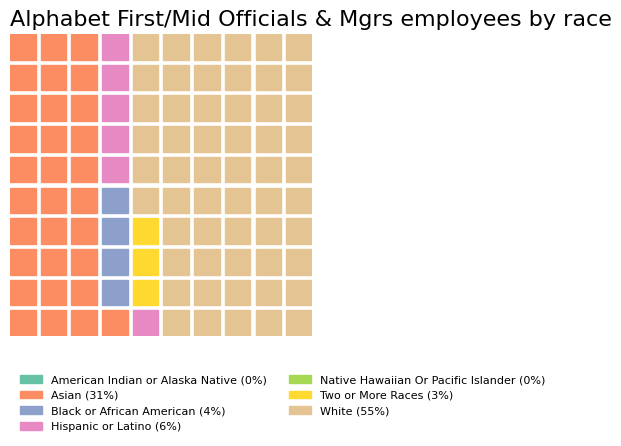 Alphabet First/Mid Officials & Mgrs employees by race
American Indian or Alaska Native (0%)
Asian (31%)
Black or African American (4%)
Hispanic or Latino (6%)
Native Hawaiian Or Pacific Islander (0%)
Two or More Races (3%)
White (55%)